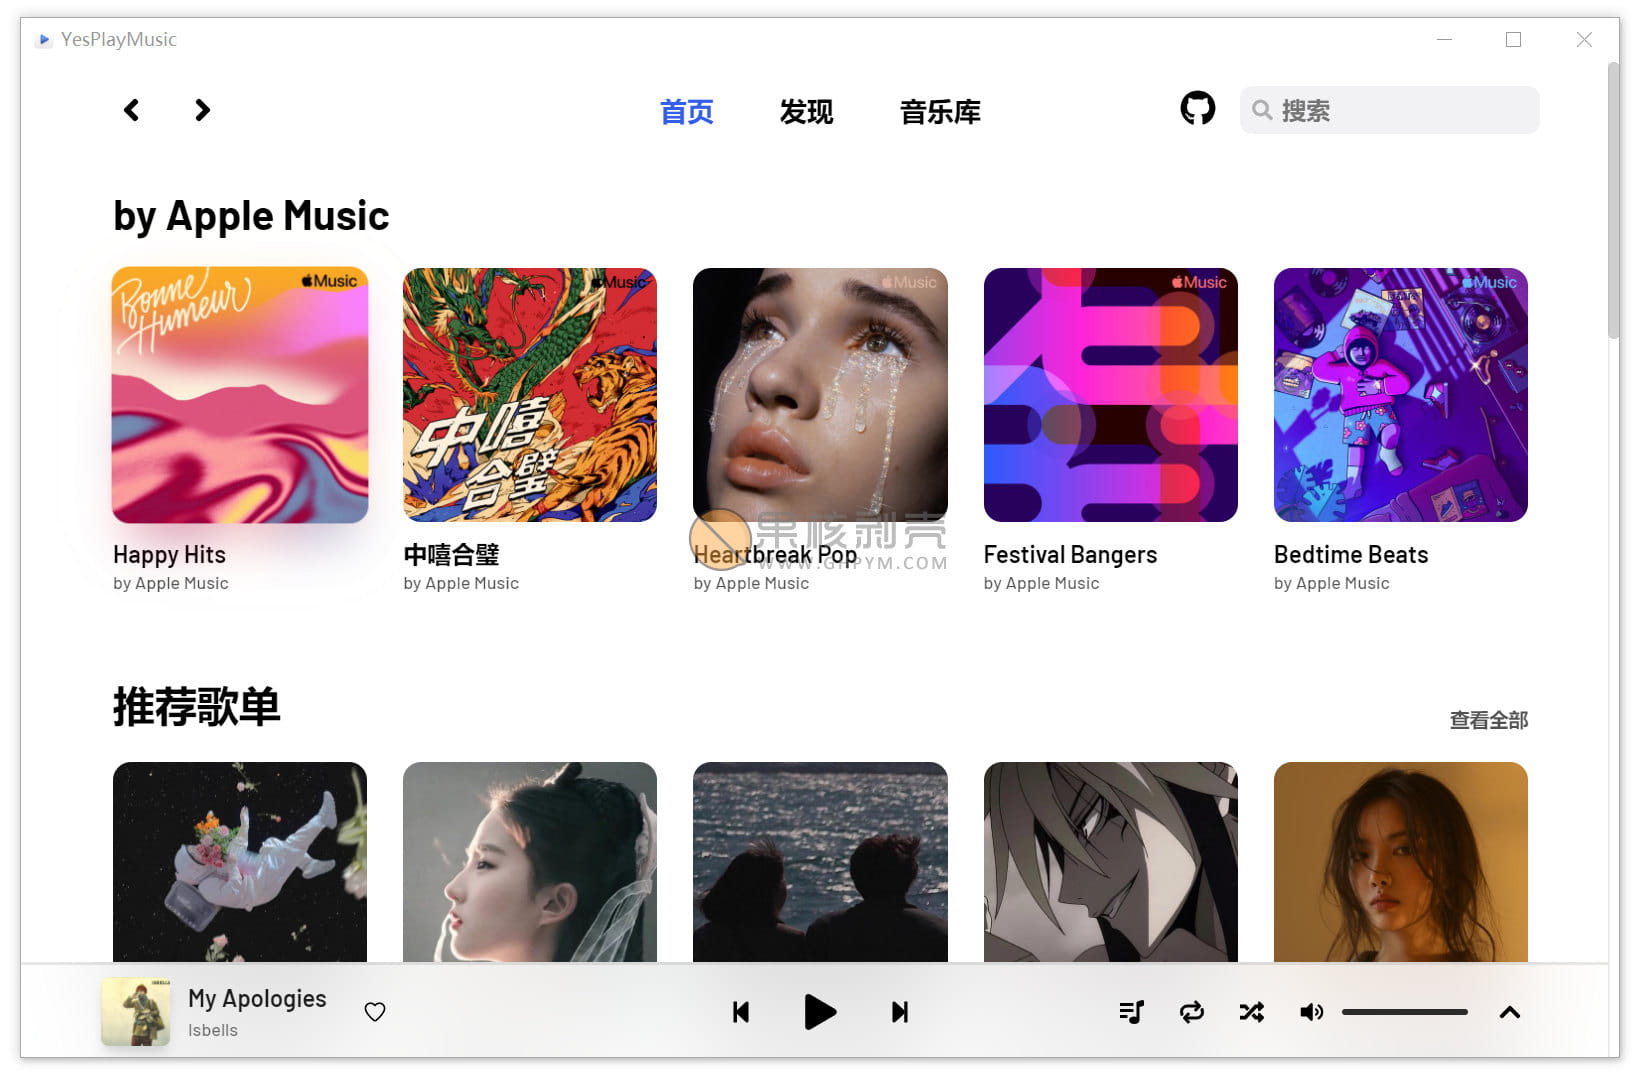 YesPlayMusic
首页 发现 音乐库 搜索
by Apple Music
Bonne
Humeur
Music
Music
Music
Music
Music
中嘻
合璧
果核剥壳
WWW.GHPYM.COM
Happy Hits
by Apple Music
中嘻合璧
by Apple Music
Heartbreak Pop
by Apple Music
Festival Bangers
by Apple Music
Bedtime Beats
by Apple Music
推荐歌单
查看全部
My Apologies
Isbells
ISBELLS